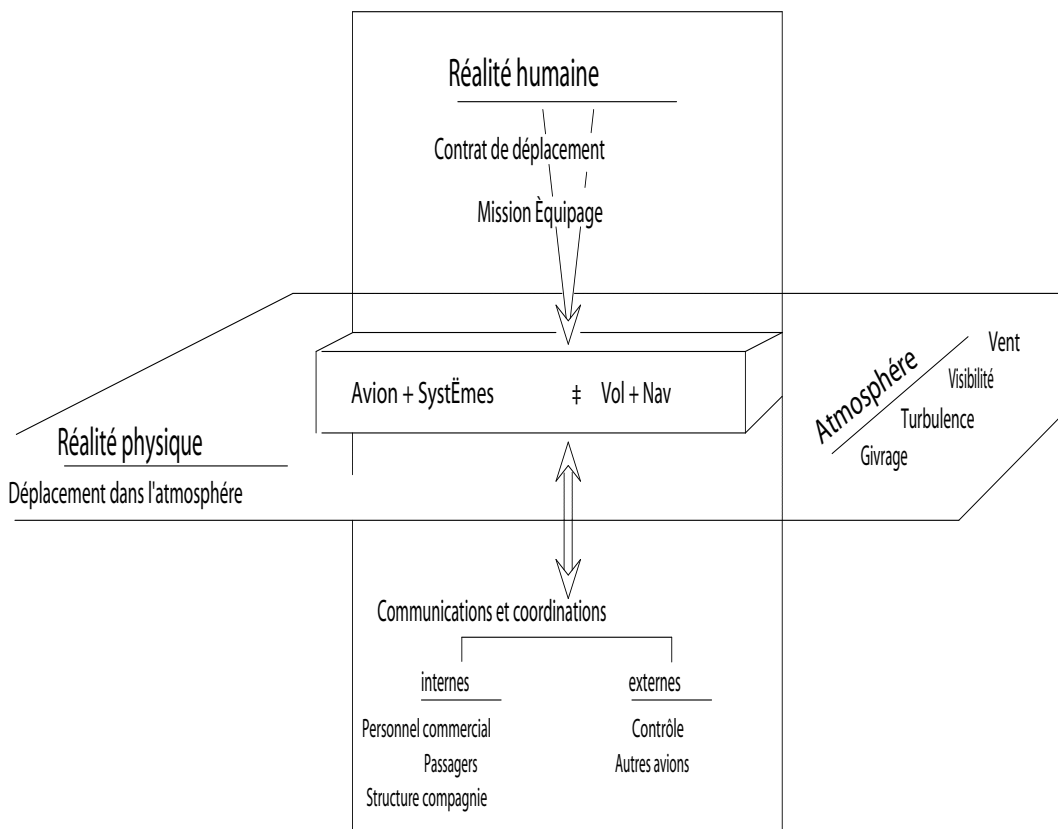 Réalité humaine
Contrat de déplacement
Mission Èquipage
Avion + SystËmes ‡ Vol + Nav
Réalité physique
Déplacement dans l'atmosphére
Atmosphére
Vent
Visibilité
Turbulence
Givrage
Communications et coordinations
internes
Personnel commercial
Passagers
Structure compagnie
externes
Contrôle
Autres avions